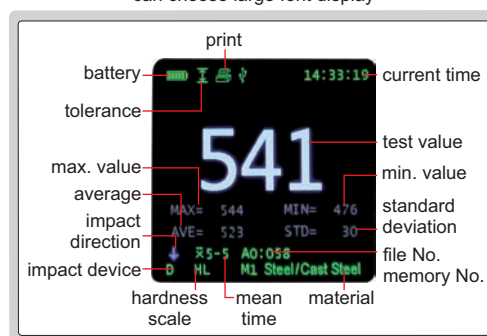 can choose large font display
print
battery
14:33:19
current time
tolerance
541
test value
max. value
min. value
MAX= 544 MIN= 476
average
standard
deviation
AVE= 523 STD= 30
impact
direction
x̅5-5 A0:058
file No.
memory No.
impact device
D HL M1 Steel/Cast Steel
hardness
scale
mean
time
material